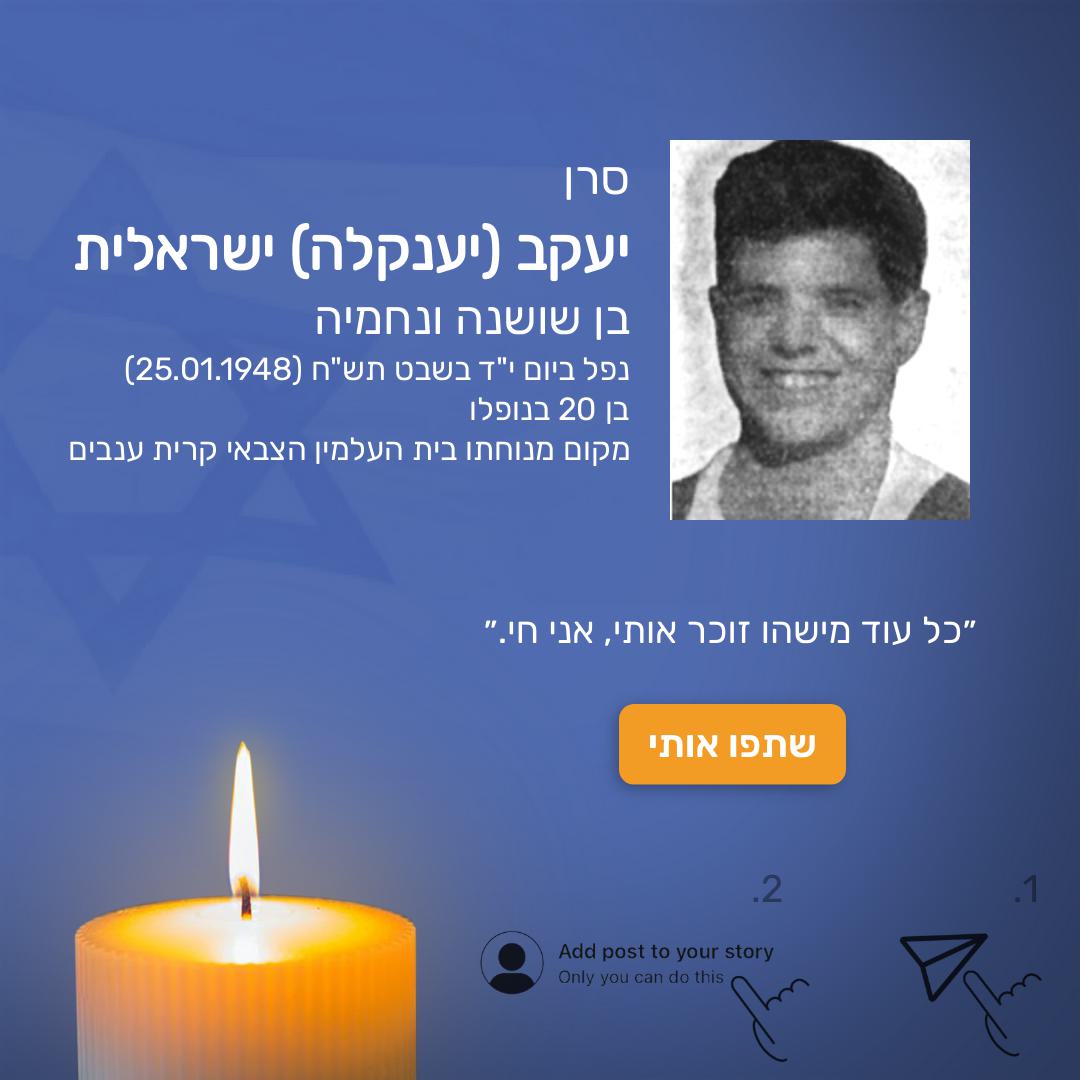 סרן
יעקב (יענקלה) ישראלית
בן שושנה ונחמיה
נפל ביום י"ד בשבט תש"ח (25.01.1948)
בן 20 בנופלו
מקום מנוחתו בית העלמין הצבאי קרית ענבים
״כל עוד מישהו זוכר אותי, אני חי.״
שתפו אותי
.1
.2
Add post to your story
Only you can do this